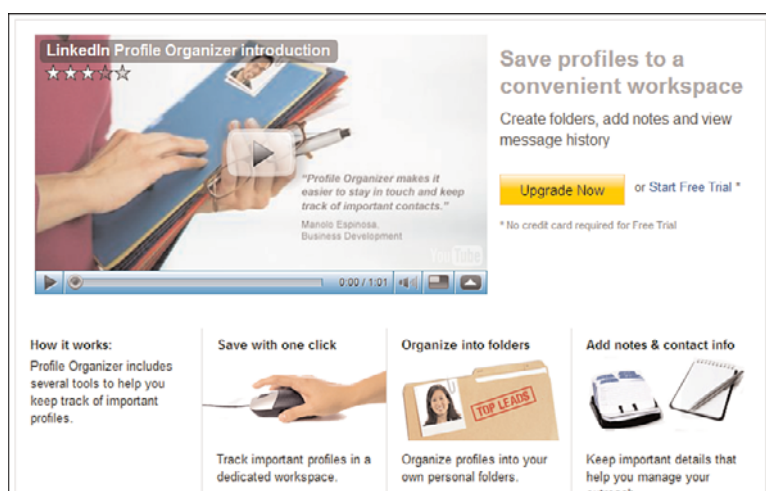 LinkedIn Profile Organizer introduction
"Profile Organizer makes it
easier to stay in touch and keep
track of important contacts."
Manolo Espinosa,
Business Development
YouTube
0:00 / 1:01
Save profiles to a
convenient workspace
Create folders, add notes and view
message history
Upgrade Now
or Start Free Trial *
* No credit card required for Free Trial
How it works:
Profile Organizer includes
several tools to help you
keep track of important
profiles.
Save with one click
Track important profiles in a
dedicated workspace.
Organize into folders
TOP LEADS
Organize profiles into your
own personal folders.
Add notes & contact info
Keep important details that
help you manage your